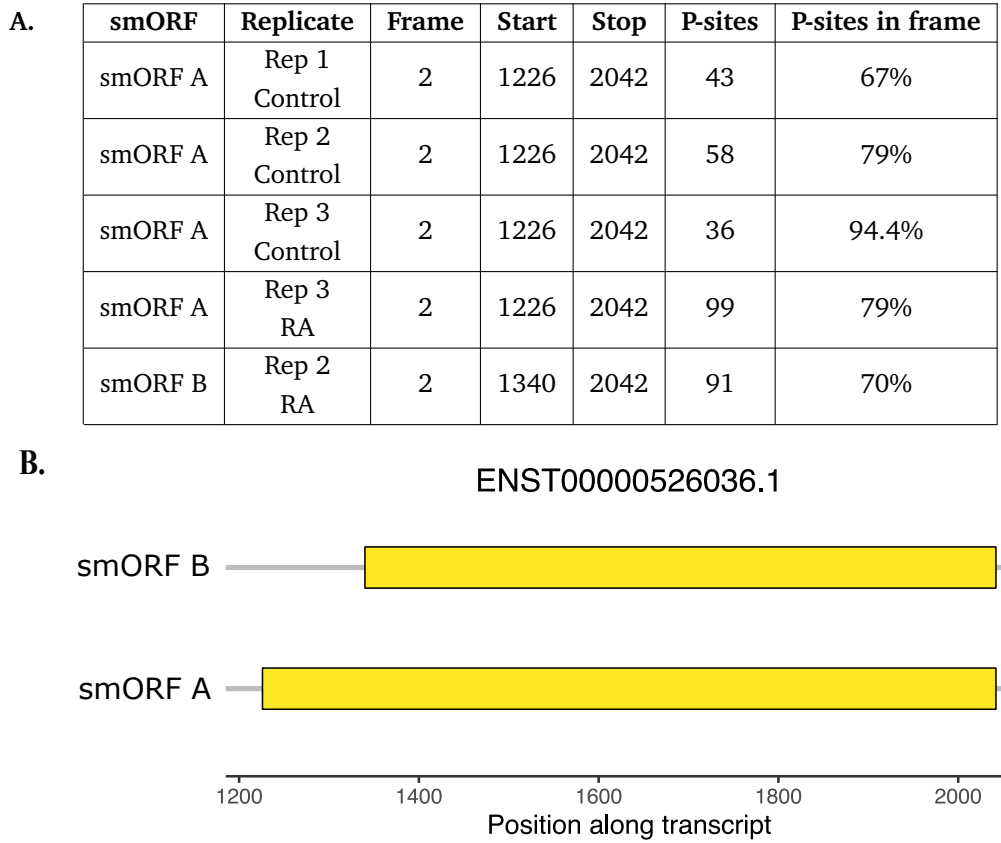 A.
smORF Replicate Frame Start Stop P-sites P-sites in frame
smORF A Rep 1 Control 2 1226 2042 43 67%
smORF A Rep 2 Control 2 1226 2042 58 79%
smORF A Rep 3 Control 2 1226 2042 36 94.4%
smORF A Rep 3 RA 2 1226 2042 99 79%
smORF B Rep 2 RA 2 1340 2042 91 70%
B.
ENST00000526036.1
smORF B
smORF A
1200 1400 1600 1800 2000
Position along transcript